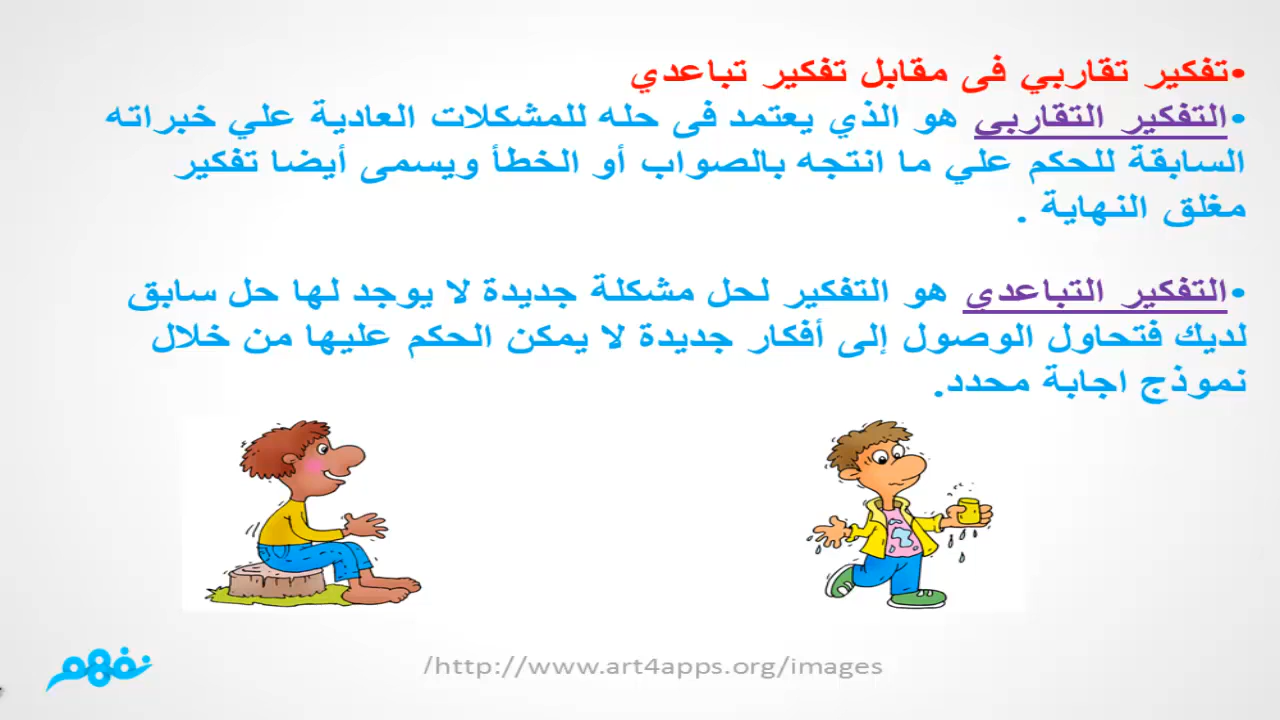 •تفكير تقاربي فى مقابل تفكير تباعدي
•التفكير التقاربي هو الذي يعتمد فى حله للمشكلات العادية علي خبراته
السابقة للحكم علي ما انتجه بالصواب أو الخطأ ويسمى أيضا تفكير
مغلق النهاية .
•التفكير التباعدي هو التفكير لحل مشكلة جديدة لا يوجد لها حل سابق
لديك فتحاول الوصول إلى أفكار جديدة لا يمكن الحكم عليها من خلال
نموذج اجابة محدد.
نفهم
/http://www.art4apps.org/images